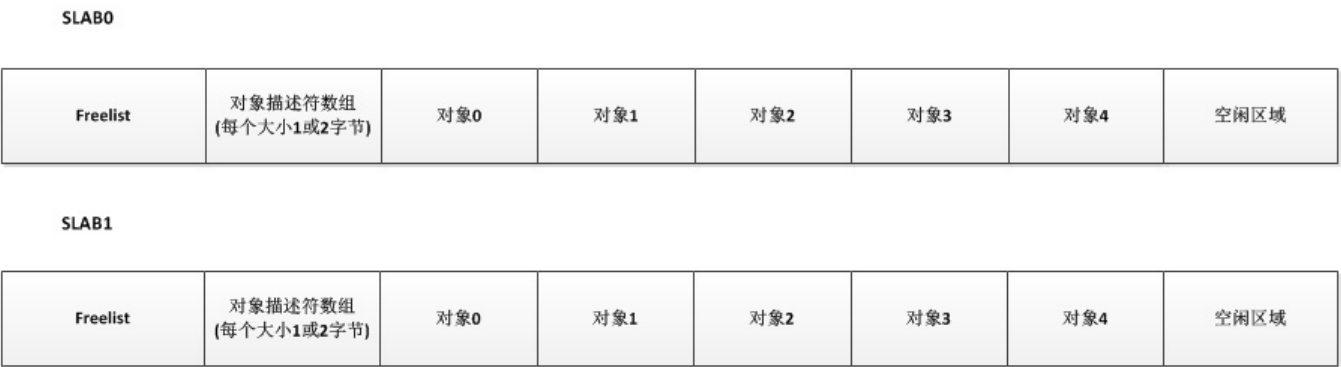 SLAB0
Freelist
对象描述符数组
(每个大小1或2字节)
对象0
对象1
对象2
对象3
对象4
空闲区域
SLAB1
Freelist
对象描述符数组
(每个大小1或2字节)
对象0
对象1
对象2
对象3
对象4
空闲区域